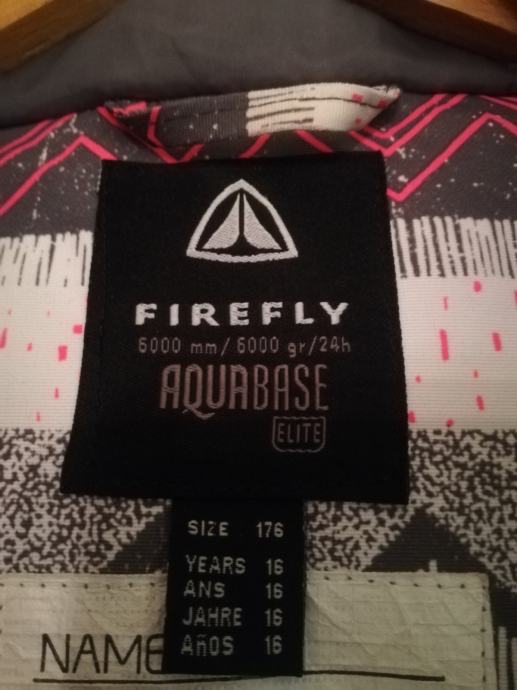 FIREFLY
6000 mm/6000 gr/24h
AQUABASE
ELITE
SIZE 176
YEARS 16
ANS 16
JAHRE 16
AÑOS 16
NAME